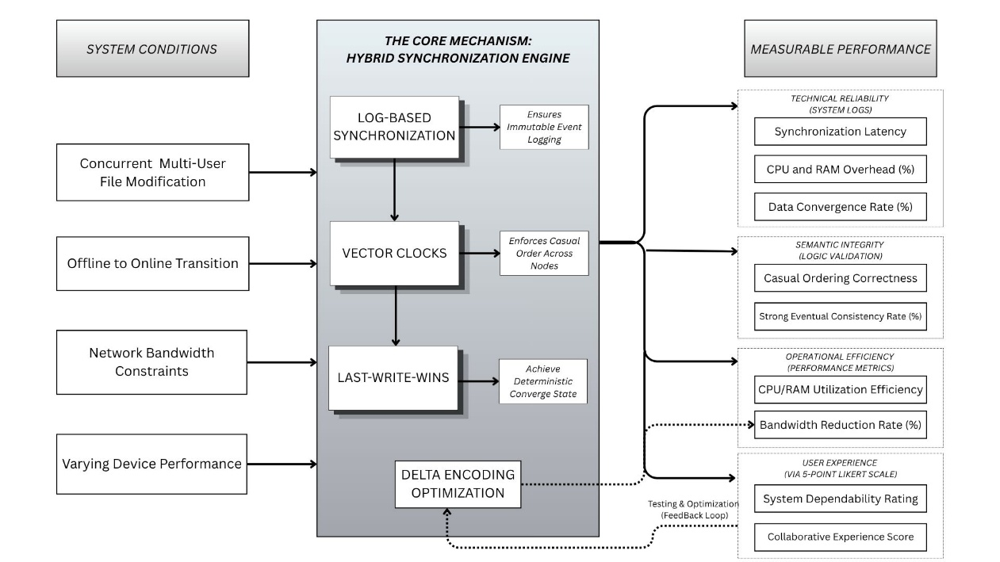 SYSTEM CONDITIONS
Concurrent Multi-User
File Modification
Offline to Online Transition
Network Bandwidth
Constraints
Varying Device Performance
THE CORE MECHANISM:
HYBRID SYNCHRONIZATION ENGINE
LOG-BASED
SYNCHRONIZATION
Ensures
Immutable Event
Logging
VECTOR CLOCKS
Enforces Casual
Order Across
Nodes
LAST-WRITE-WINS
Achieve
Deterministic
Converge State
DELTA ENCODING
OPTIMIZATION
Testing & Optimization
(FeedBack Loop)
MEASURABLE PERFORMANCE
TECHNICAL RELIABILITY
(SYSTEM LOGS)
Synchronization Latency
CPU and RAM Overhead (%)
Data Convergence Rate (%)
SEMANTIC INTEGRITY
(LOGIC VALIDATION)
Casual Ordering Correctness
Strong Eventual Consistency Rate (%)
OPERATIONAL EFFICIENCY
(PERFORMANCE METRICS)
CPU/RAM Utilization Efficiency
Bandwidth Reduction Rate (%)
USER EXPERIENCE
(VIA 5-POINT LIKERT SCALE)
System Dependability Rating
Collaborative Experience Score